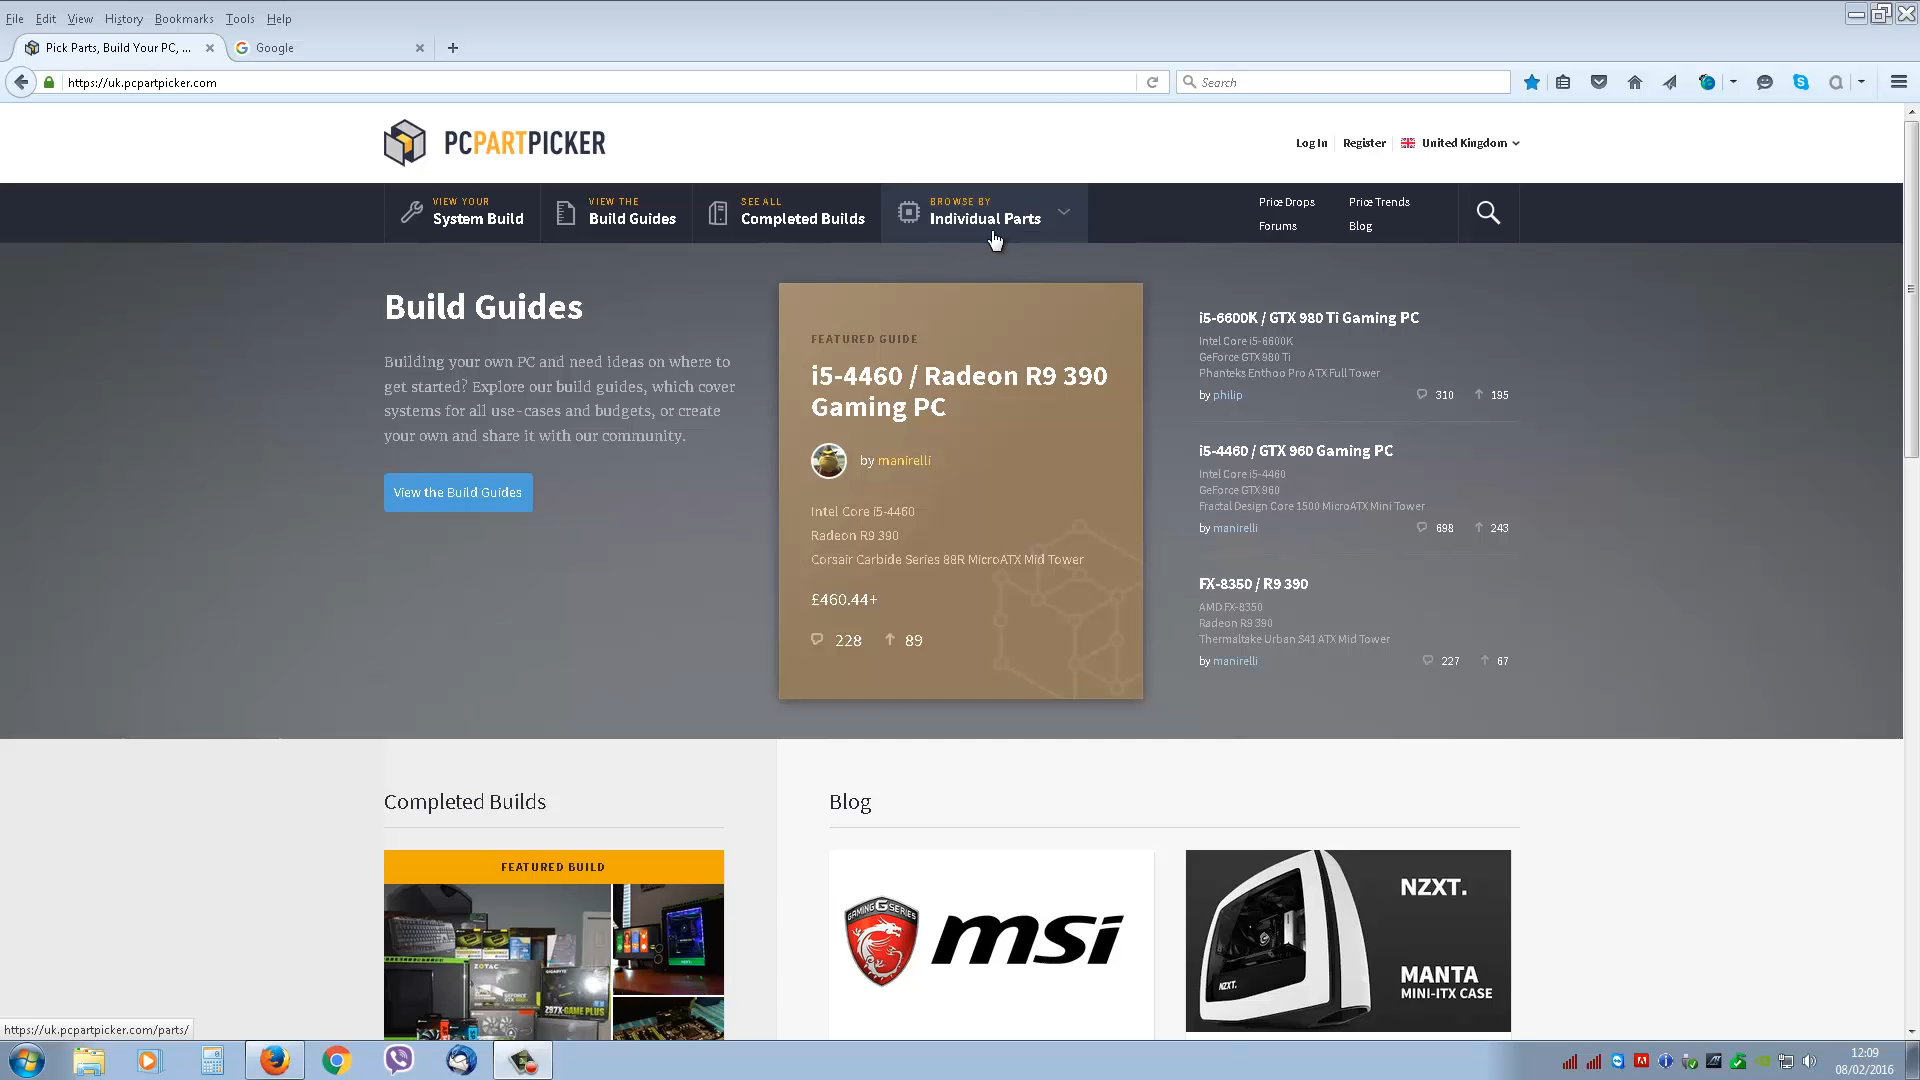 File Edit View History Bookmarks Tools Help
Pick Parts, Build Your PC, ...
Google
https://uk.pcpartpicker.com
Search
PCPARTPICKER
Log In Register United Kingdom
VIEW YOUR
System Build
VIEW THE
Build Guides
SEE ALL
Completed Builds
BROWSE BY
Individual Parts
Price Drops Price Trends
Forums Blog
Build Guides
Building your own PC and need ideas on where to
get started? Explore our build guides, which cover
systems for all use-cases and budgets, or create
your own and share it with our community.
View the Build Guides
FEATURED GUIDE
i5-4460 / Radeon R9 390
Gaming PC
by manirelli
Intel Core i5-4460
Radeon R9 390
Corsair Carbide Series 88R MicroATX Mid Tower
£460.44+
228 89
i5-6600K / GTX 980 Ti Gaming PC
Intel Core i5-6600K
GeForce GTX 980 Ti
Phanteks Enthoo Pro ATX Full Tower
by philip 310 195
i5-4460 / GTX 960 Gaming PC
Intel Core i5-4460
GeForce GTX 960
Fractal Design Core 1500 MicroATX Mini Tower
by manirelli 698 243
FX-8350 / R9 390
AMD FX-8350
Radeon R9 390
Thermaltake Urban S41 ATX Mid Tower
by manirelli 227 67
Completed Builds
FEATURED BUILD
ZOTAC
GIGABYTE
Z97X-GAME PLUS
Blog
GAMING G SERIES
msi
NZXT.
NZXT.
MANTA
MINI-ITX CASE
https://uk.pcpartpicker.com/parts/
12:09
08/02/2016